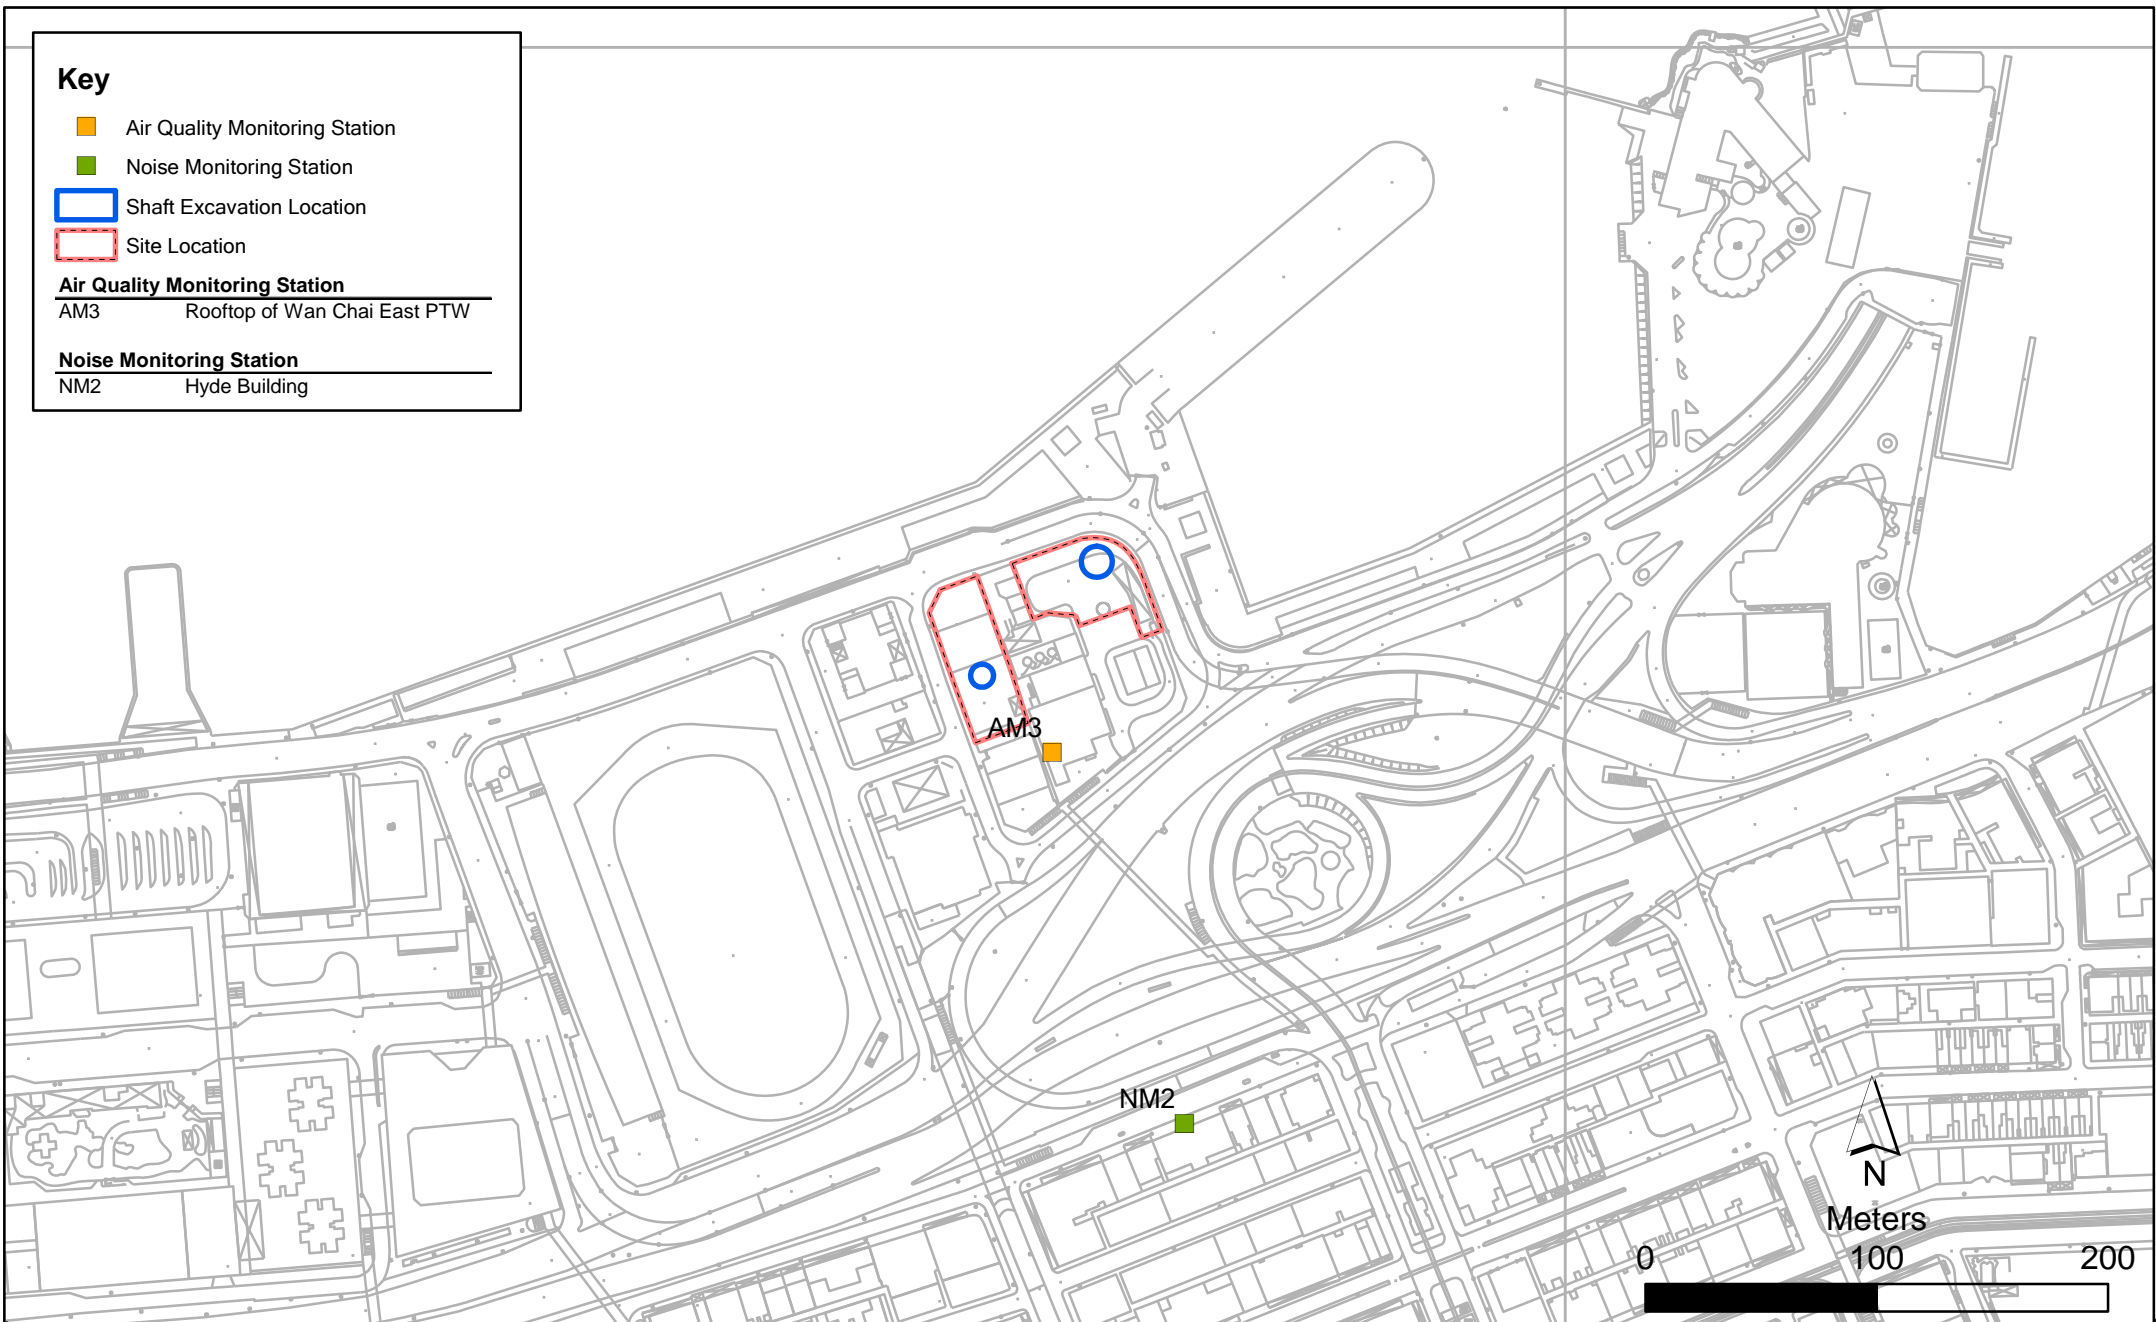 Key
Air Quality Monitoring Station
Noise Monitoring Station
Shaft Excavation Location
Site Location
Air Quality Monitoring Station
AM3 Rooftop of Wan Chai East PTW
Noise Monitoring Station
NM2 Hyde Building
AM3
NM2
N
Meters
0 100 200